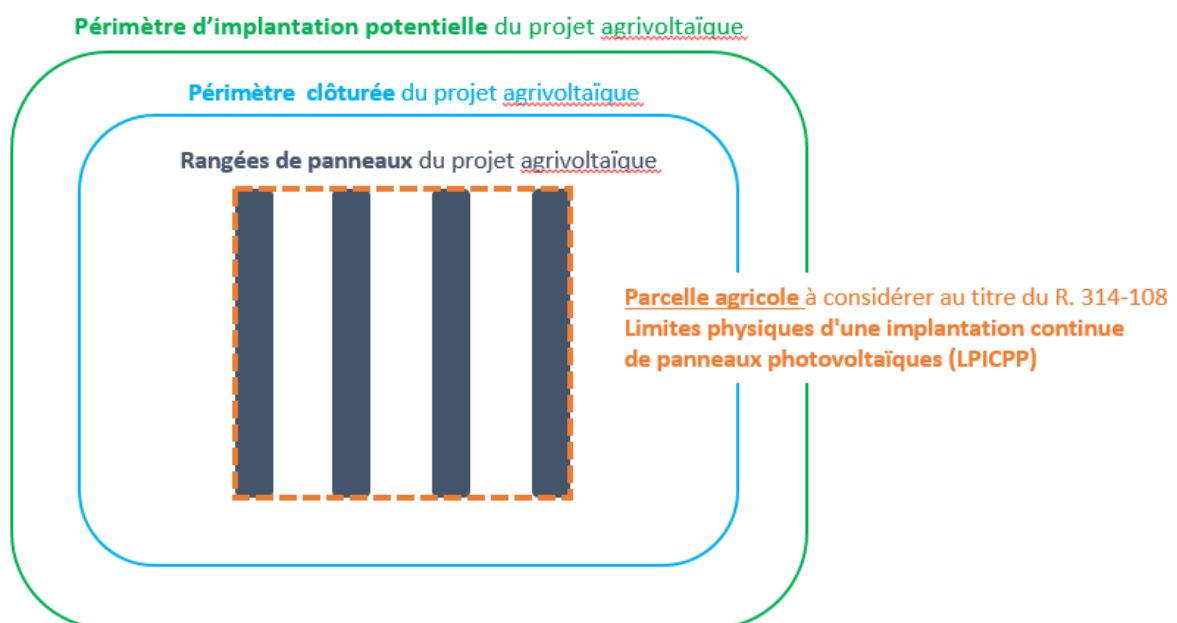 Périmètre d’implantation potentielle du projet agrivoltaïque
Périmètre clôturée du projet agrivoltaïque
Rangées de panneaux du projet agrivoltaïque
Parcelle agricole à considérer au titre du R. 314-108
Limites physiques d'une implantation continue
de panneaux photovoltaïques (LPICPP)